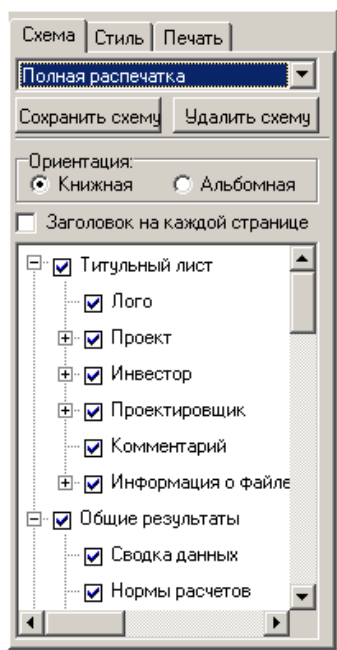 Схема Стиль Печать
Полная распечатка
Сохранить схему Удалить схему
Ориентация:
Книжная Альбомная
Заголовок на каждой странице
Титульный лист
Лого
Проект
Инвестор
Проектировщик
Комментарий
Информация о файле
Общие результаты
Сводка данных
Нормы расчетов